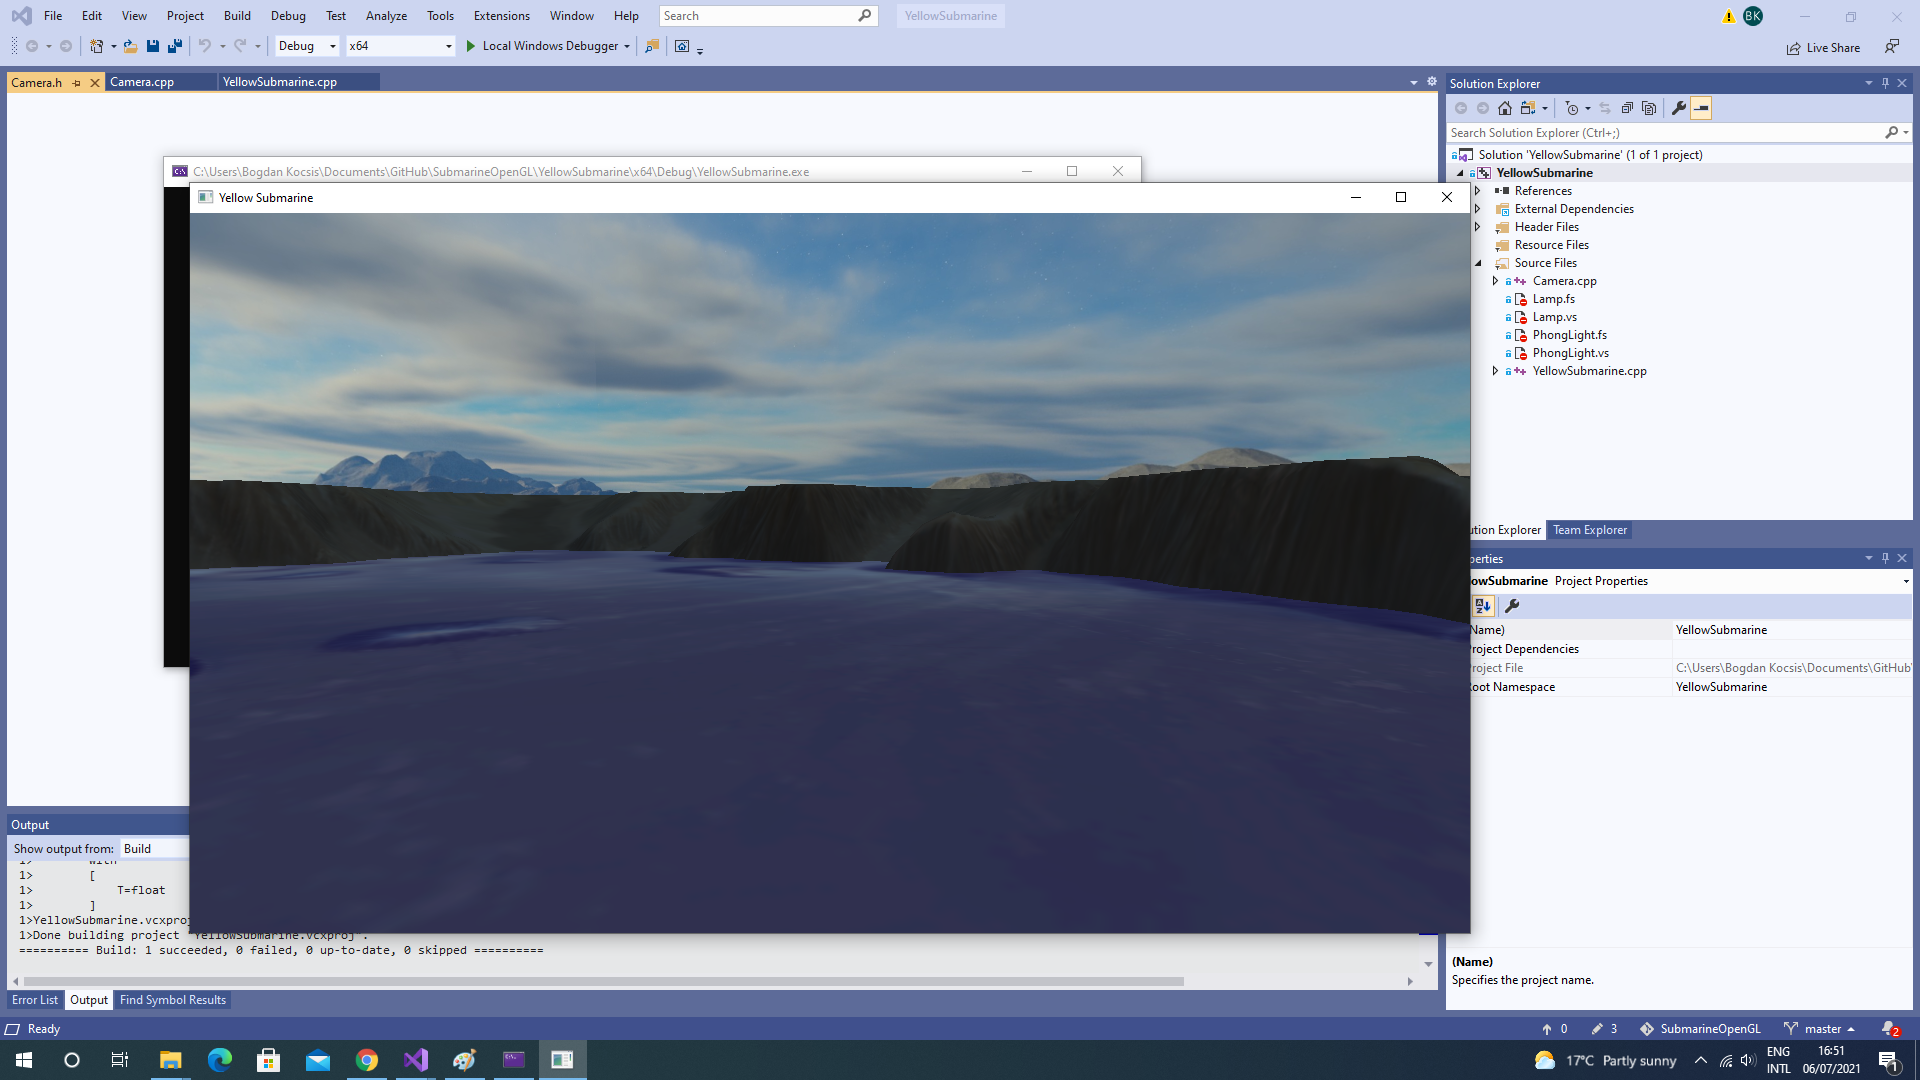 File Edit View Project Build Debug Test Analyze Tools Extensions Window Help Search YellowSubmarine BK
Debug x64 Local Windows Debugger Live Share
Camera.h Camera.cpp YellowSubmarine.cpp
C:\Users\Bogdan Kocsis\Documents\GitHub\SubmarineOpenGL\YellowSubmarine\x64\Debug\YellowSubmarine.exe
Yellow Submarine
Solution Explorer
Search Solution Explorer (Ctrl+;)
Solution 'YellowSubmarine' (1 of 1 project)
YellowSubmarine
References
External Dependencies
Header Files
Resource Files
Source Files
Camera.cpp
Lamp.fs
Lamp.vs
PhongLight.fs
PhongLight.vs
YellowSubmarine.cpp
ution Explorer Team Explorer
perties
owSubmarine Project Properties
Name) YellowSubmarine
roject Dependencies
roject File C:\Users\Bogdan Kocsis\Documents\GitHub\
oot Namespace YellowSubmarine
(Name)
Specifies the project name.
Output
Show output from: Build
1> with
1> [
1> T=float
1> ]
1>YellowSubmarine.vcxproj
1>Done building project "YellowSubmarine.vcxproj".
========== Build: 1 succeeded, 0 failed, 0 up-to-date, 0 skipped ==========
Error List Output Find Symbol Results
Ready 0 3 SubmarineOpenGL master 2
17°C Partly sunny ENG INTL 16:51 06/07/2021 1